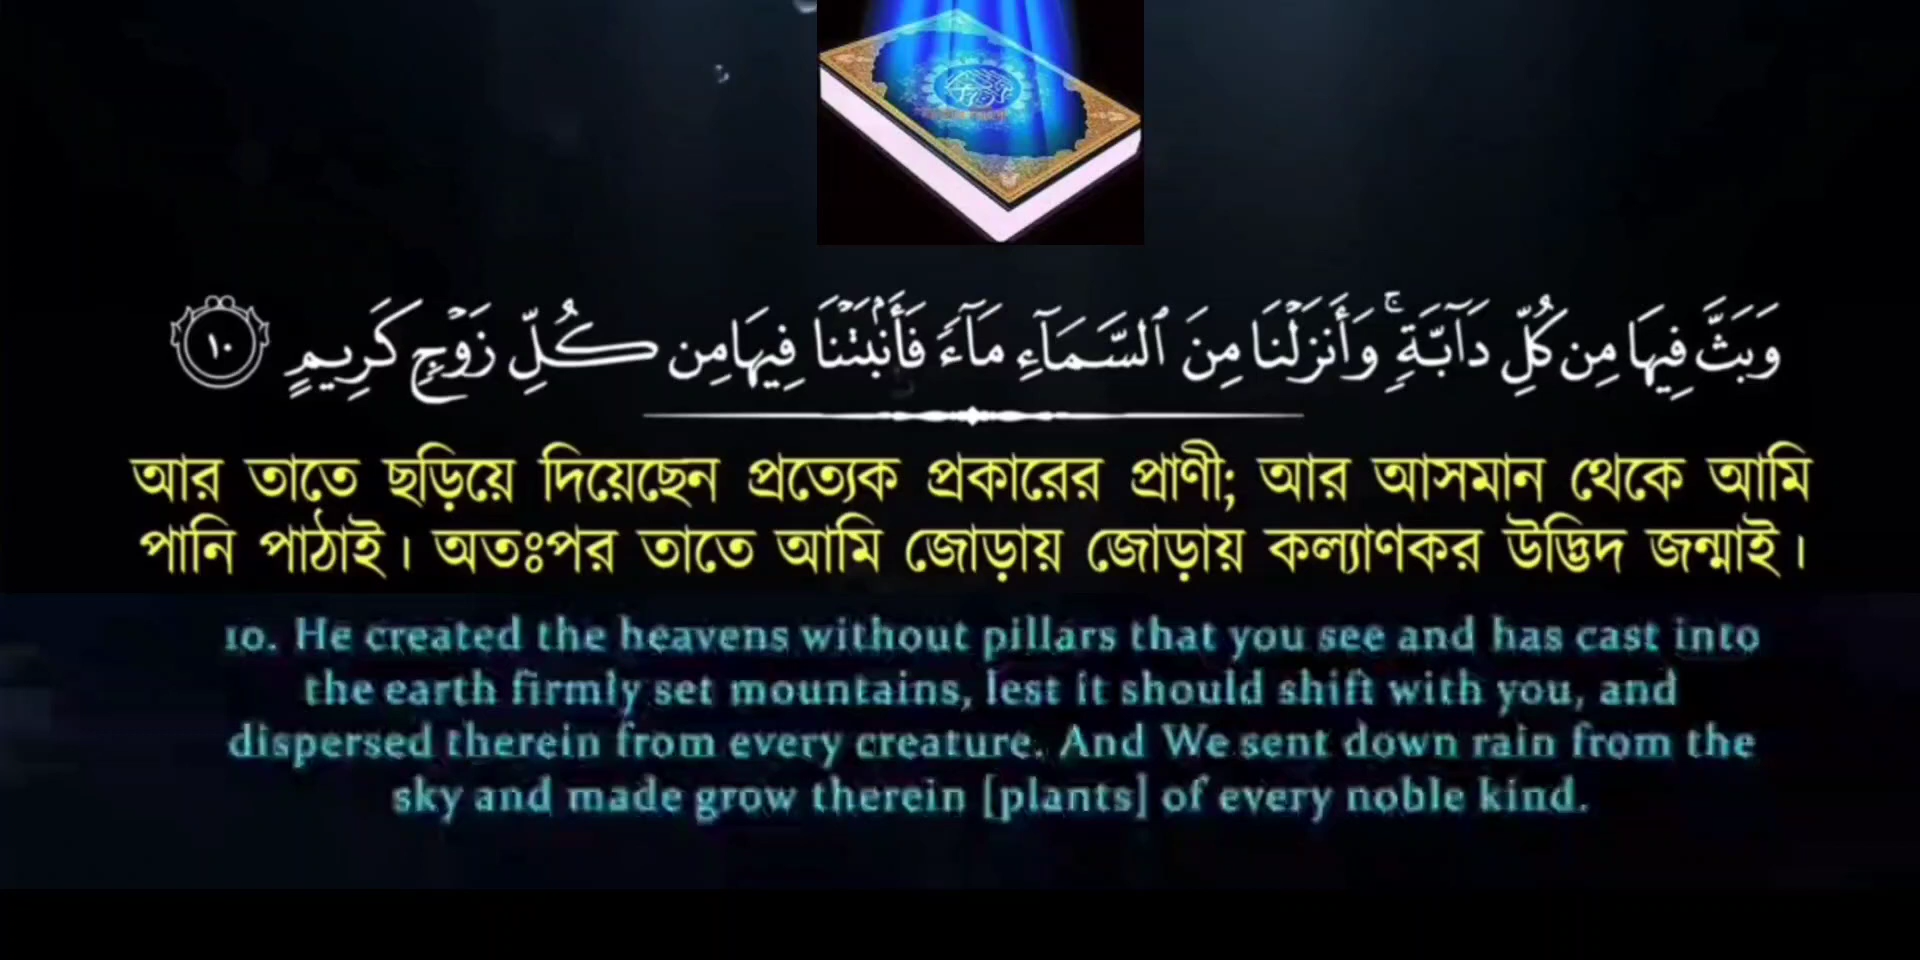 وَبَثَّ فِيهَا مِن كُلِّ دَآبَّةٍۚ وَأَنزَلْنَا مِنَ ٱلسَّمَآءِ مَآءً فَأَنۢبَتْنَا فِيهَا مِن كُلِّ زَوْجٍ كَرِيمٍ ١٠
আর তাতে ছড়িয়ে দিয়েছেন প্রত্যেক প্রকারের প্রাণী; আর আসমান থেকে আমি
পানি পাঠাই। অতঃপর তাতে আমি জোড়ায় জোড়ায় কল্যাণকর উদ্ভিদ জন্মাই।
10. He created the heavens without pillars that you see and has cast into
the earth firmly set mountains, lest it should shift with you, and
dispersed therein from every creature. And We sent down rain from the
sky and made grow therein [plants] of every noble kind.